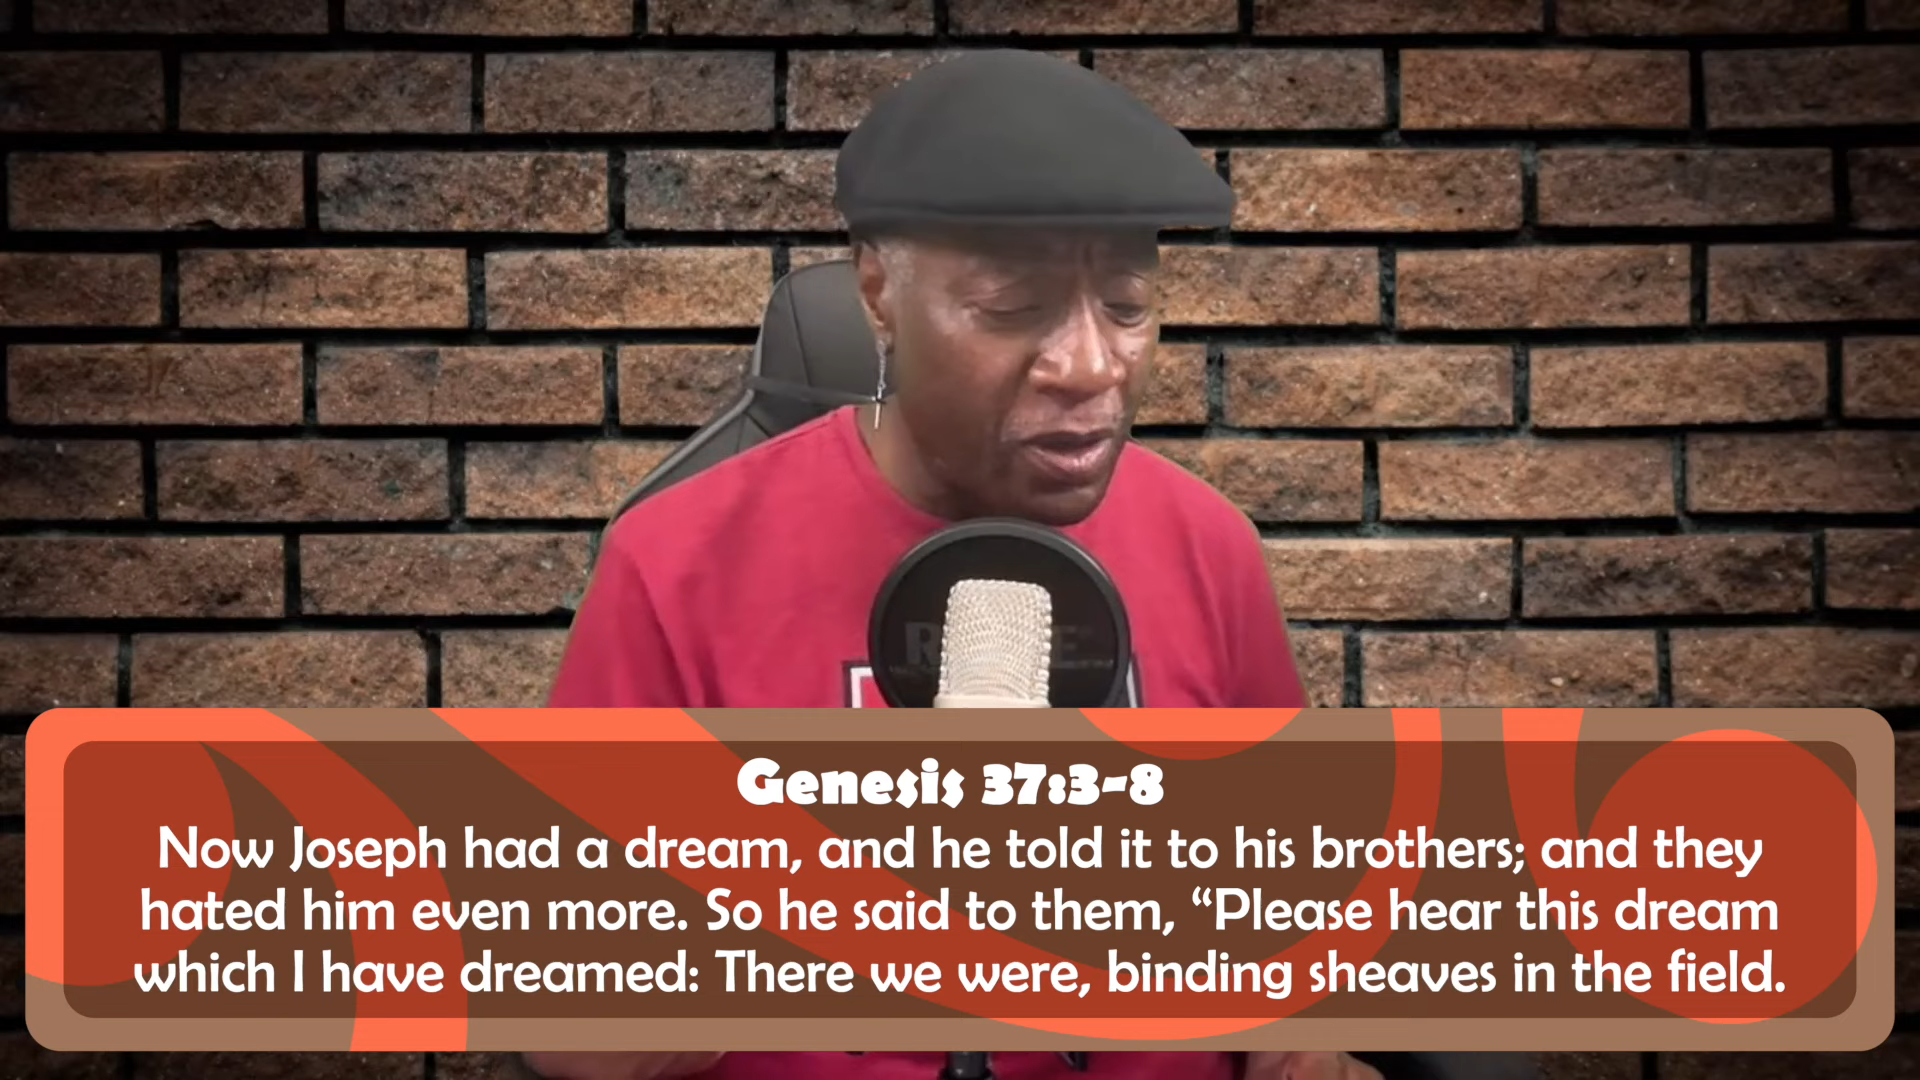 Genesis 37:3-8
Now Joseph had a dream, and he told it to his brothers; and they
hated him even more. So he said to them, “Please hear this dream
which I have dreamed: There we were, binding sheaves in the field.